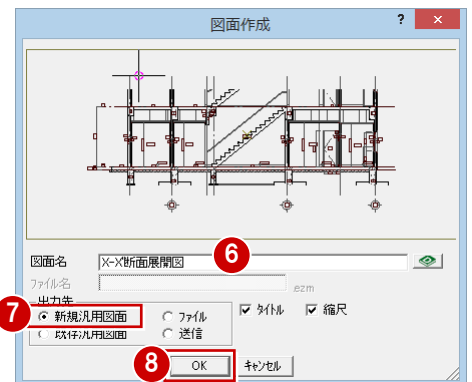 図面作成
?
×
図面名 X-X'断面展開図 6
ファイル名 .ezm
出力先
7 新規汎用図面 ファイル タイトル 縮尺
既存汎用図面 送信
8 OK キャンセル